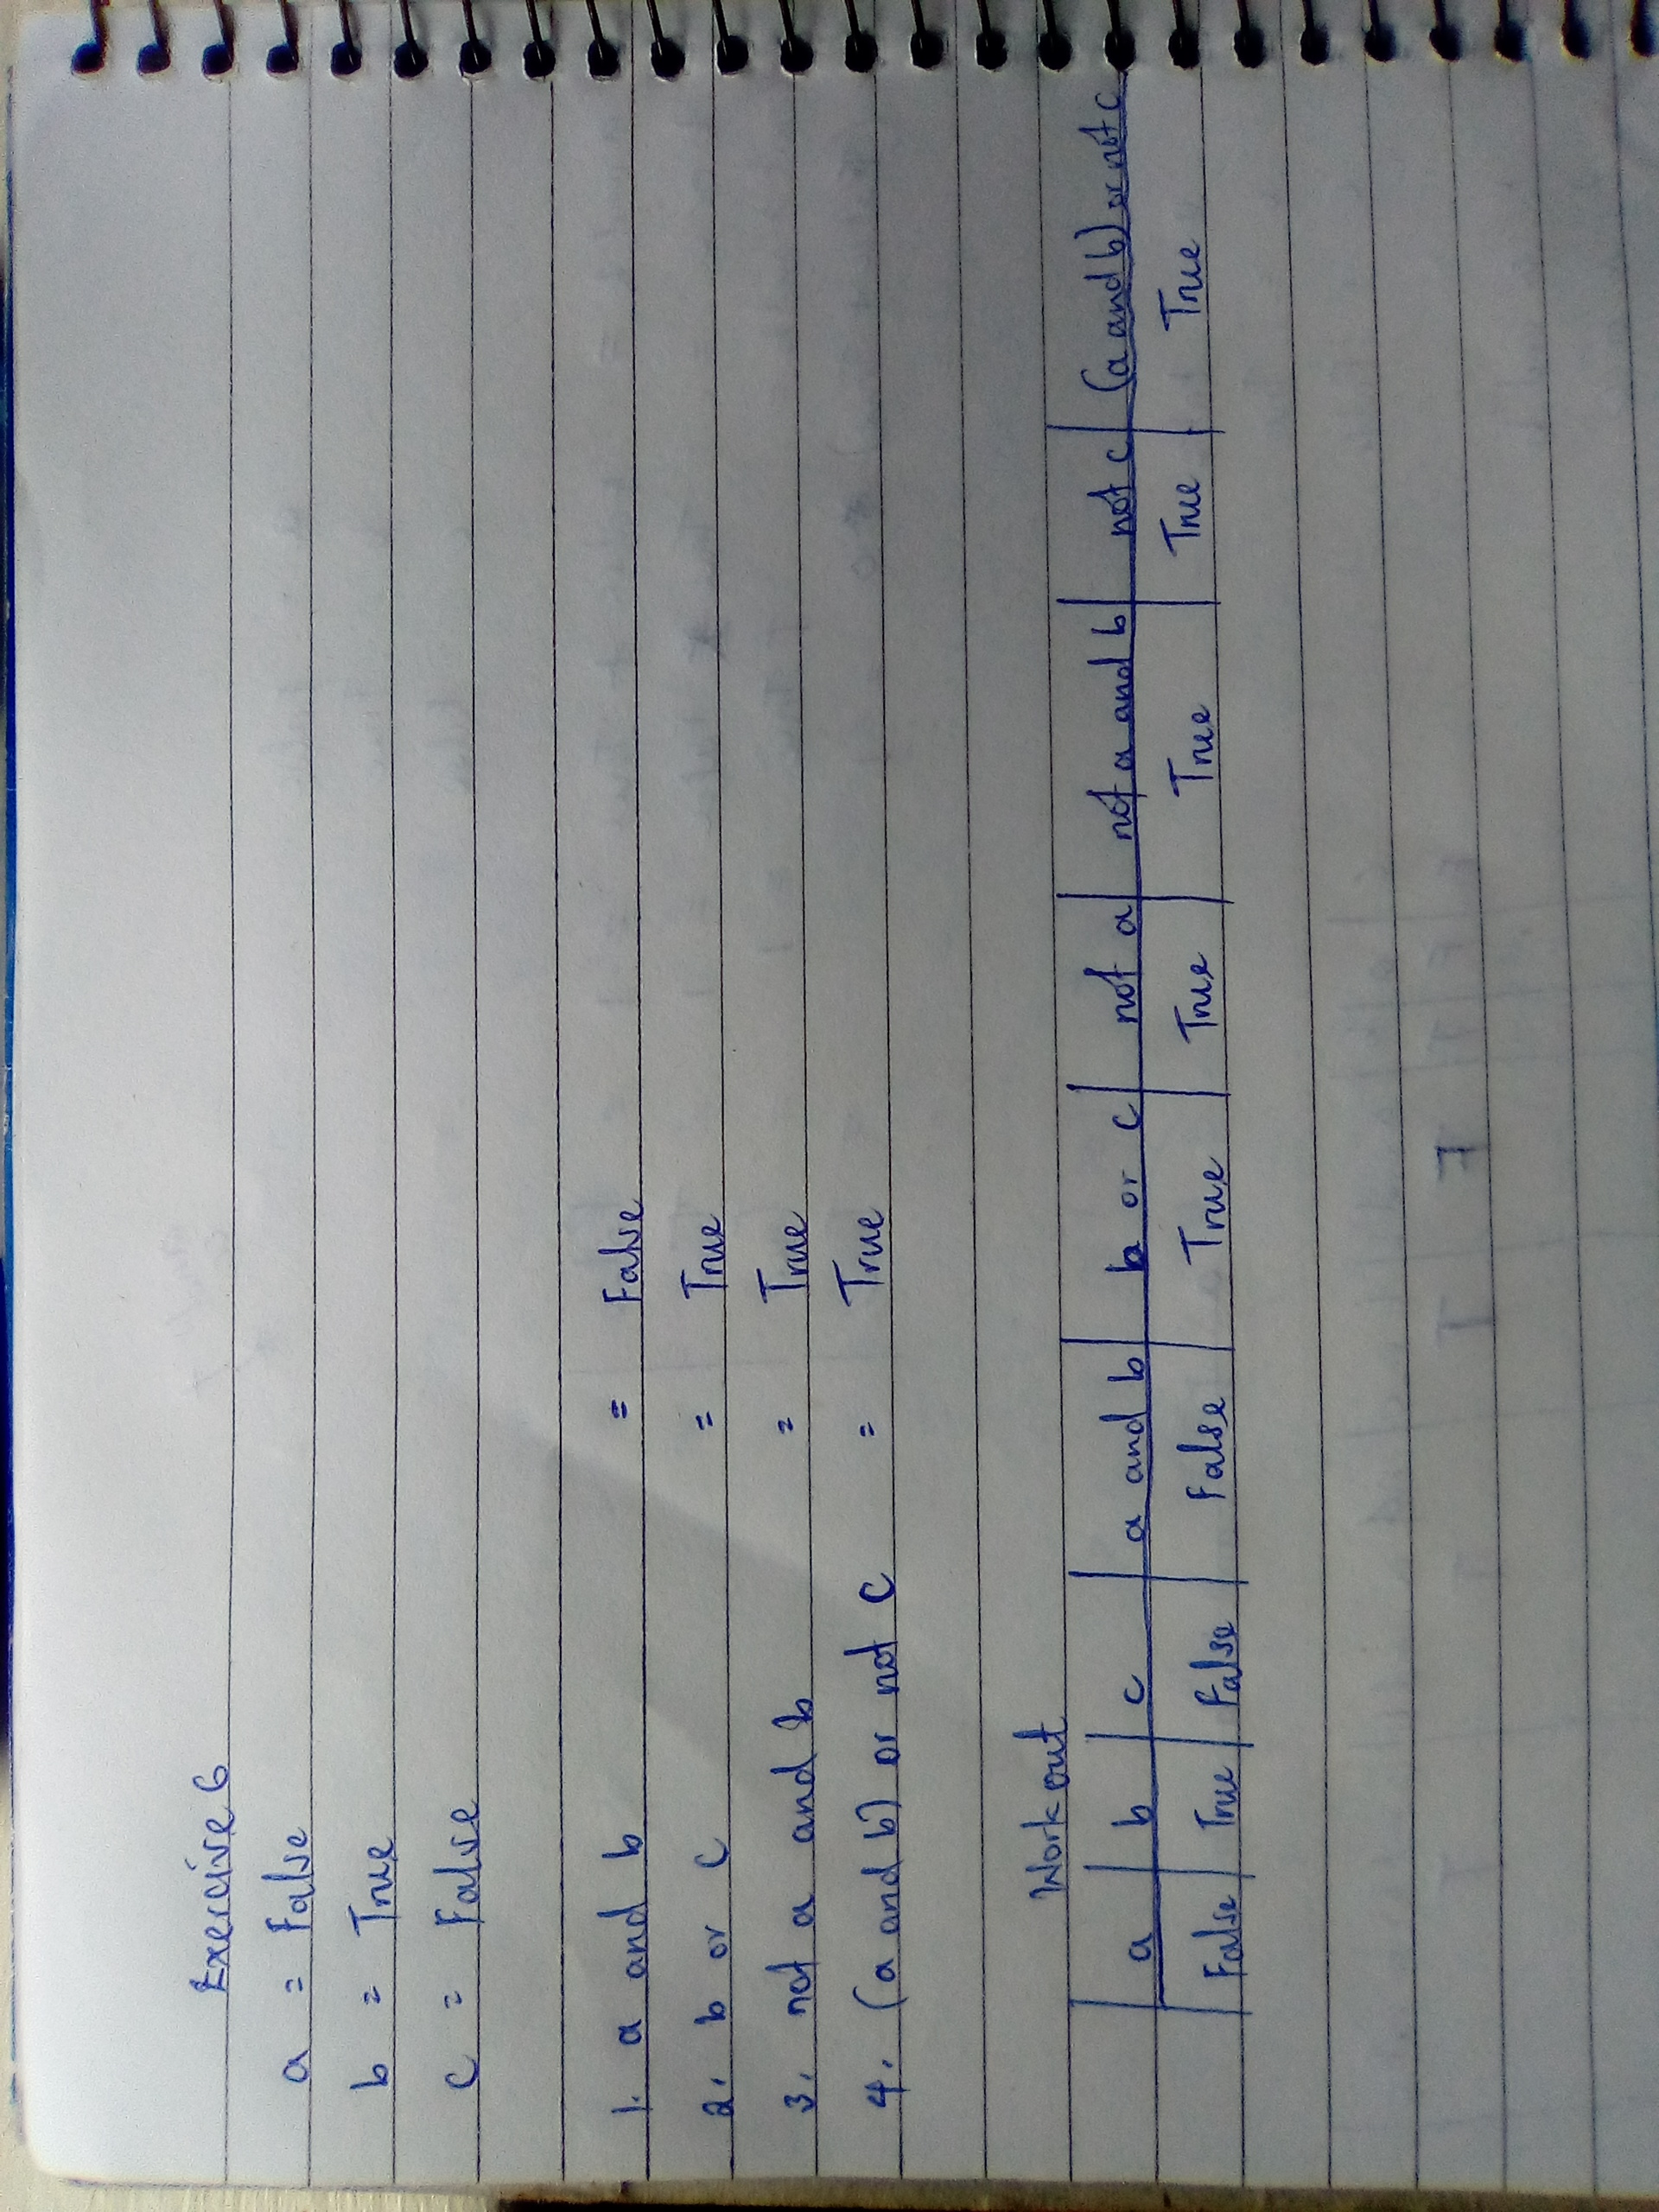 Exercise 6
a = False
b = True
c = False
1. a and b = False
2. b or c = True
3. not a and b = True
4. (a and b) or not c = True
Work out
a b c a and b b or c not a not a and b not c (a and b) or not c
False True False False True True True True True